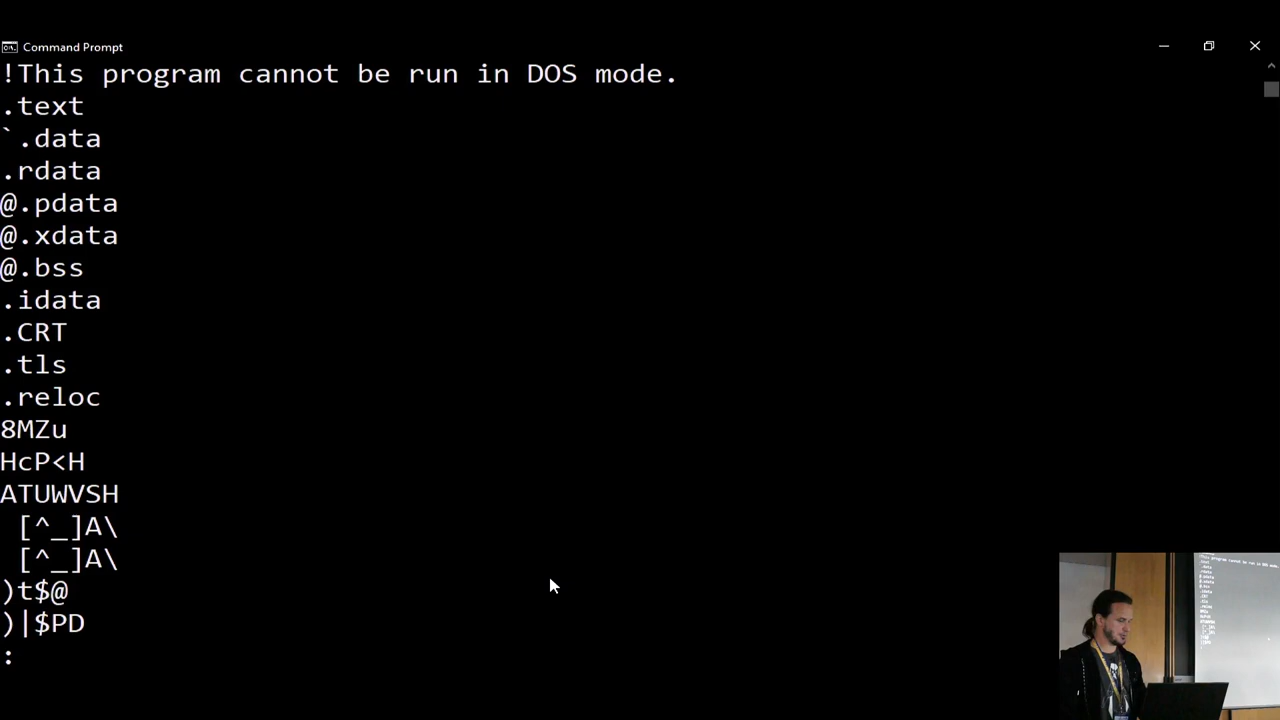 Command Prompt
!This program cannot be run in DOS mode.
.text
`.data
.rdata
@.pdata
@.xdata
@.bss
.idata
.CRT
.tls
.reloc
8MZu
HcP<H
ATUWVSH
 [^_]A\
 [^_]A\
)t$@
)|$PD
: